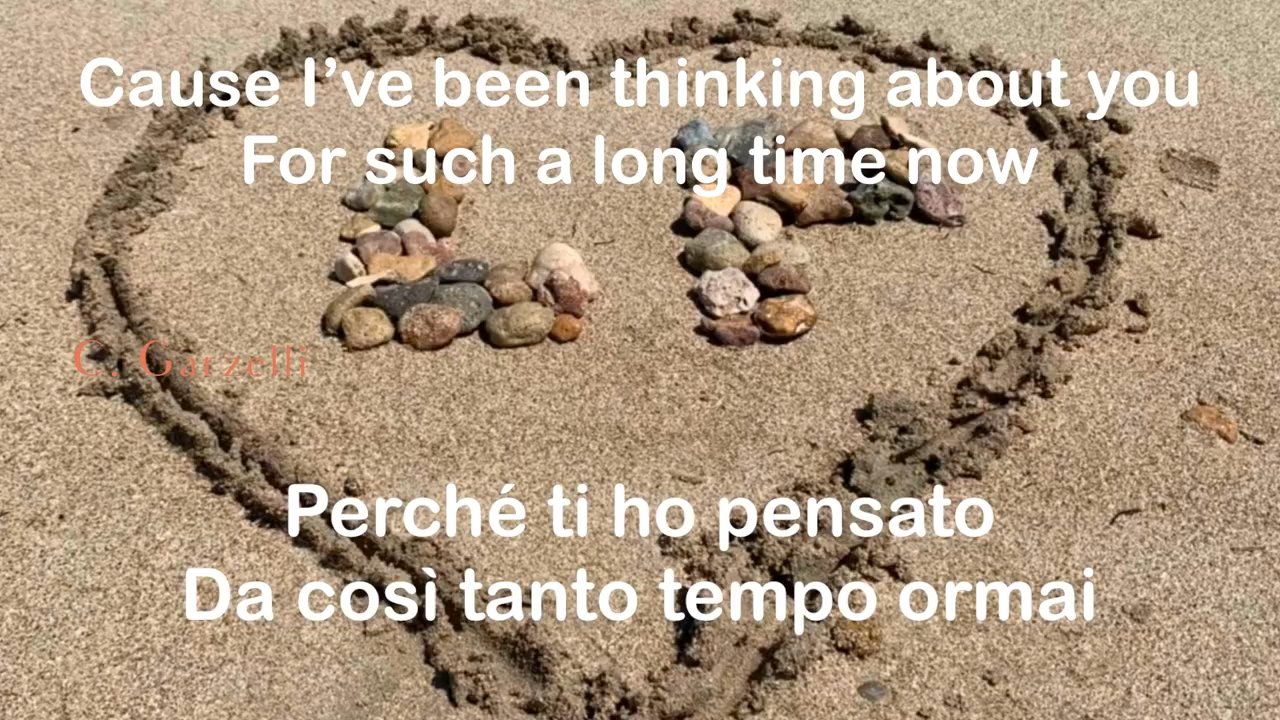 Cause I’ve been thinking about you
For such a long time now
L P
C. Garzelli
Perché ti ho pensato
Da così tanto tempo ormai